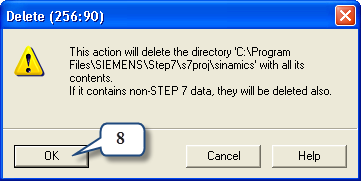 Delete (256:90)
This action will delete the directory 'C:\Program
Files\SIEMENS\Step7\s7proj\sinamics' with all its
contents.
If it contains non-STEP 7 data, they will be deleted also.
8
OK
Cancel
Help